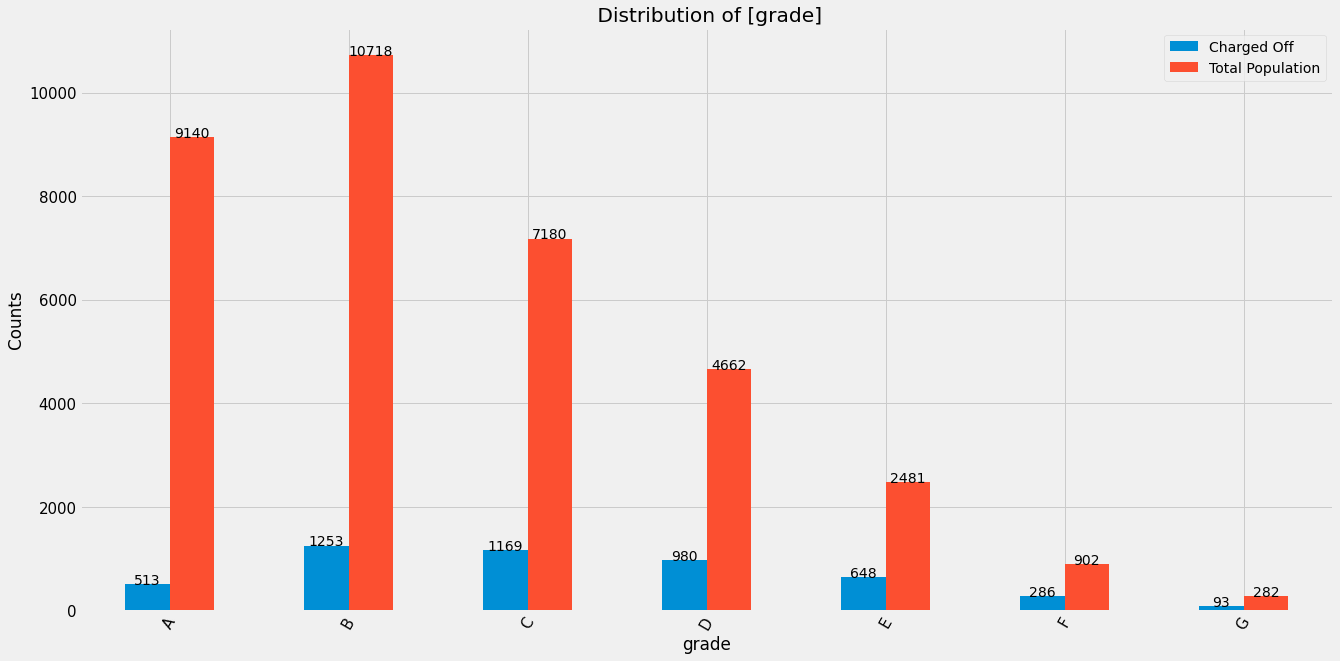 Distribution of [grade]
Charged Off
Total Population
Counts
10000
8000
6000
4000
2000
0
513
9140
1253
10718
1169
7180
980
4662
648
2481
286
902
93
282
A
B
C
D
E
F
G
grade